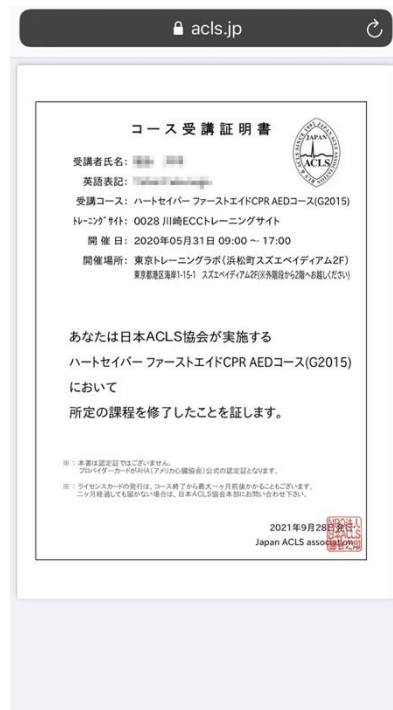 acls.jp
コース受講証明書
JAPAN
ACLS
受講者氏名:
英語表記:
受講コース: ハートセイバー ファーストエイドCPR AEDコース(G2015)
トレーニングサイト: 0028 川崎ECCトレーニングサイト
開催日: 2020年05月31日 09:00 ～ 17:00
開催場所: 東京トレーニングラボ(浜松町スズエベイディアム2F)
東京都港区海岸1-15-1 スズエベイディアム2F(※外階段から2階へお越しください)
あなたは日本ACLS協会が実施する
ハートセイバー ファーストエイドCPR AEDコース(G2015)
において
所定の課程を修了したことを証します。
※：本書は認定証ではございません。
プロバイダーカードがAHA(アメリカ心臓協会)公式の認定証となります。
※：ライセンスカードの発行は、コース終了から最大一ヶ月前後かかることもございます。
二ヶ月経過しても届かない場合は、日本ACLS協会本部にお問い合わせ下さい。
2021年9月28日発行
Japan ACLS association